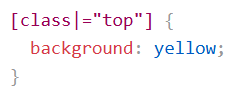 [class|="top"] {
  background: yellow;
}